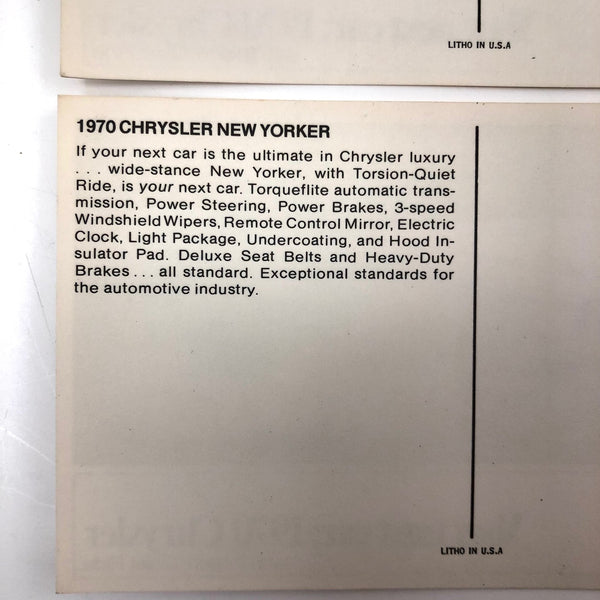 LITHO IN U.S.A
1970 CHRYSLER NEW YORKER
If your next car is the ultimate in Chrysler luxury
. . . wide-stance New Yorker, with Torsion-Quiet
Ride, is your next car. Torqueflite automatic trans-
mission, Power Steering, Power Brakes, 3-speed
Windshield Wipers, Remote Control Mirror, Electric
Clock, Light Package, Undercoating, and Hood In-
sulator Pad. Deluxe Seat Belts and Heavy-Duty
Brakes . . . all standard. Exceptional standards for
the automotive industry.
LITHO IN U.S.A